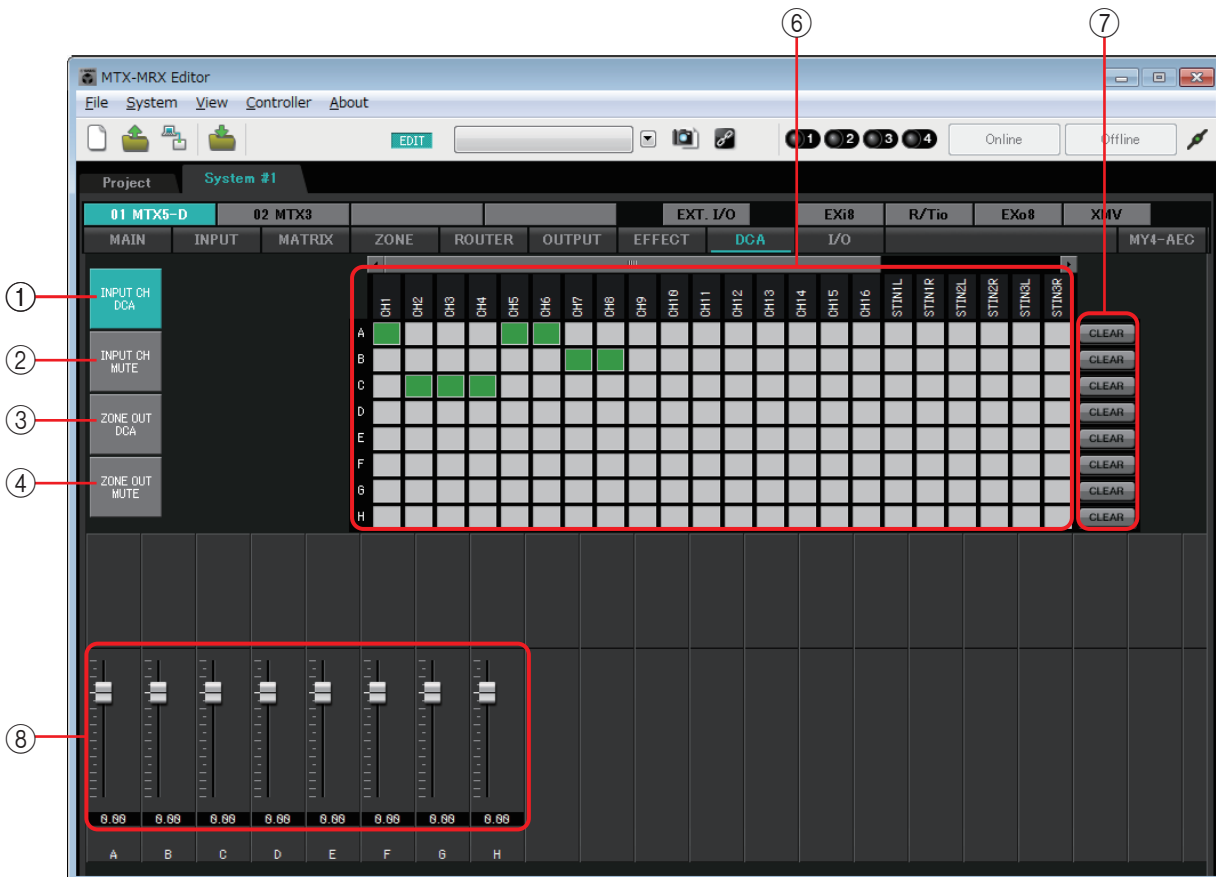 ⑥ ⑦
MTX-MRX Editor
File System View Controller About
EDIT 1 2 3 4 Online Offline
Project System #1
01 MTX5-D 02 MTX3 EXT. I/O EXi8 R/Tio EXo8 XMV
MAIN INPUT MATRIX ZONE ROUTER OUTPUT EFFECT DCA I/O MY4-AEC
① INPUT CH
DCA
② INPUT CH
MUTE
③ ZONE OUT
DCA
④ ZONE OUT
MUTE
CH1 CH2 CH3 CH4 CH5 CH6 CH7 CH8 CH9 CH10 CH11 CH12 CH13 CH14 CH15 CH16 STIN1L STIN1R STIN2L STIN2R STIN3L STIN3R
A CLEAR
B CLEAR
C CLEAR
D CLEAR
E CLEAR
F CLEAR
G CLEAR
H CLEAR
⑧
0.00 0.00 0.00 0.00 0.00 0.00 0.00 0.00
A B C D E F G H